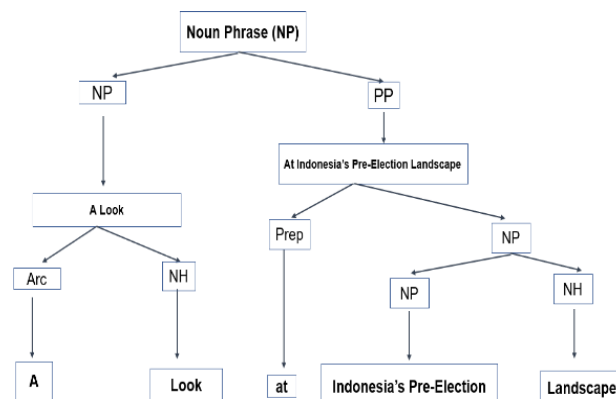 Noun Phrase (NP)
NP
PP
At Indonesia's Pre-Election Landscape
A Look
Prep
NP
Arc
NH
NP
NH
A
Look
at
Indonesia's Pre-Election
Landscape